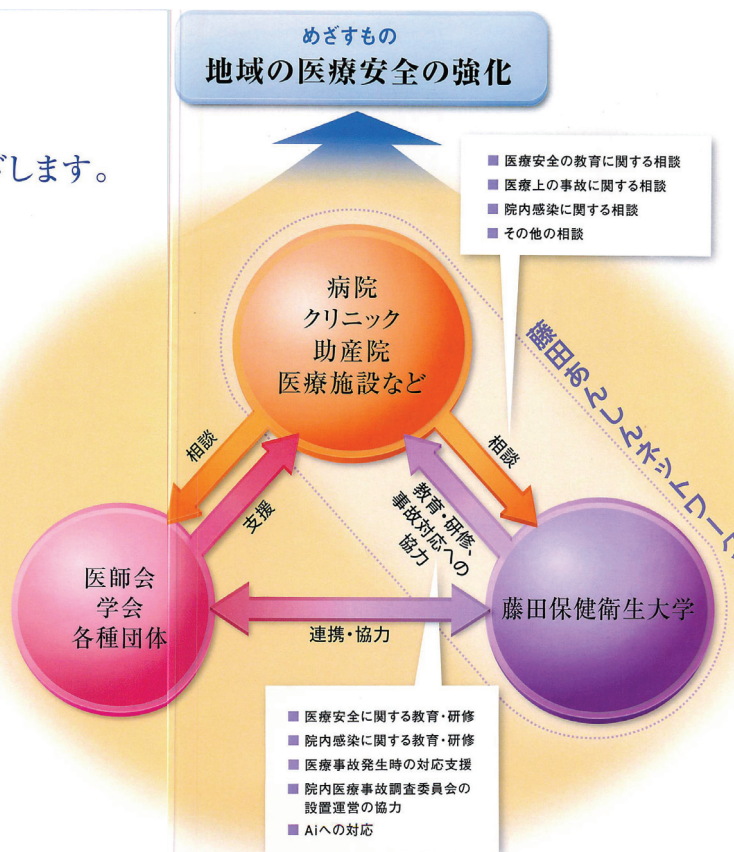 めざすもの
地域の医療安全の強化
します。
■ 医療安全の教育に関する相談
■ 医療上の事故に関する相談
■ 院内感染に関する相談
■ その他の相談
病院
クリニック
助産院
医療施設など
藤田あんしんネットワーク
相談
支援
相談
教育・研修、
事故対応への
協力
医師会
学会
各種団体
藤田保健衛生大学
連携・協力
■ 医療安全に関する教育・研修
■ 院内感染に関する教育・研修
■ 医療事故発生時の対応支援
■ 院内医療事故調査委員会の
設置運営の協力
■ Aiへの対応